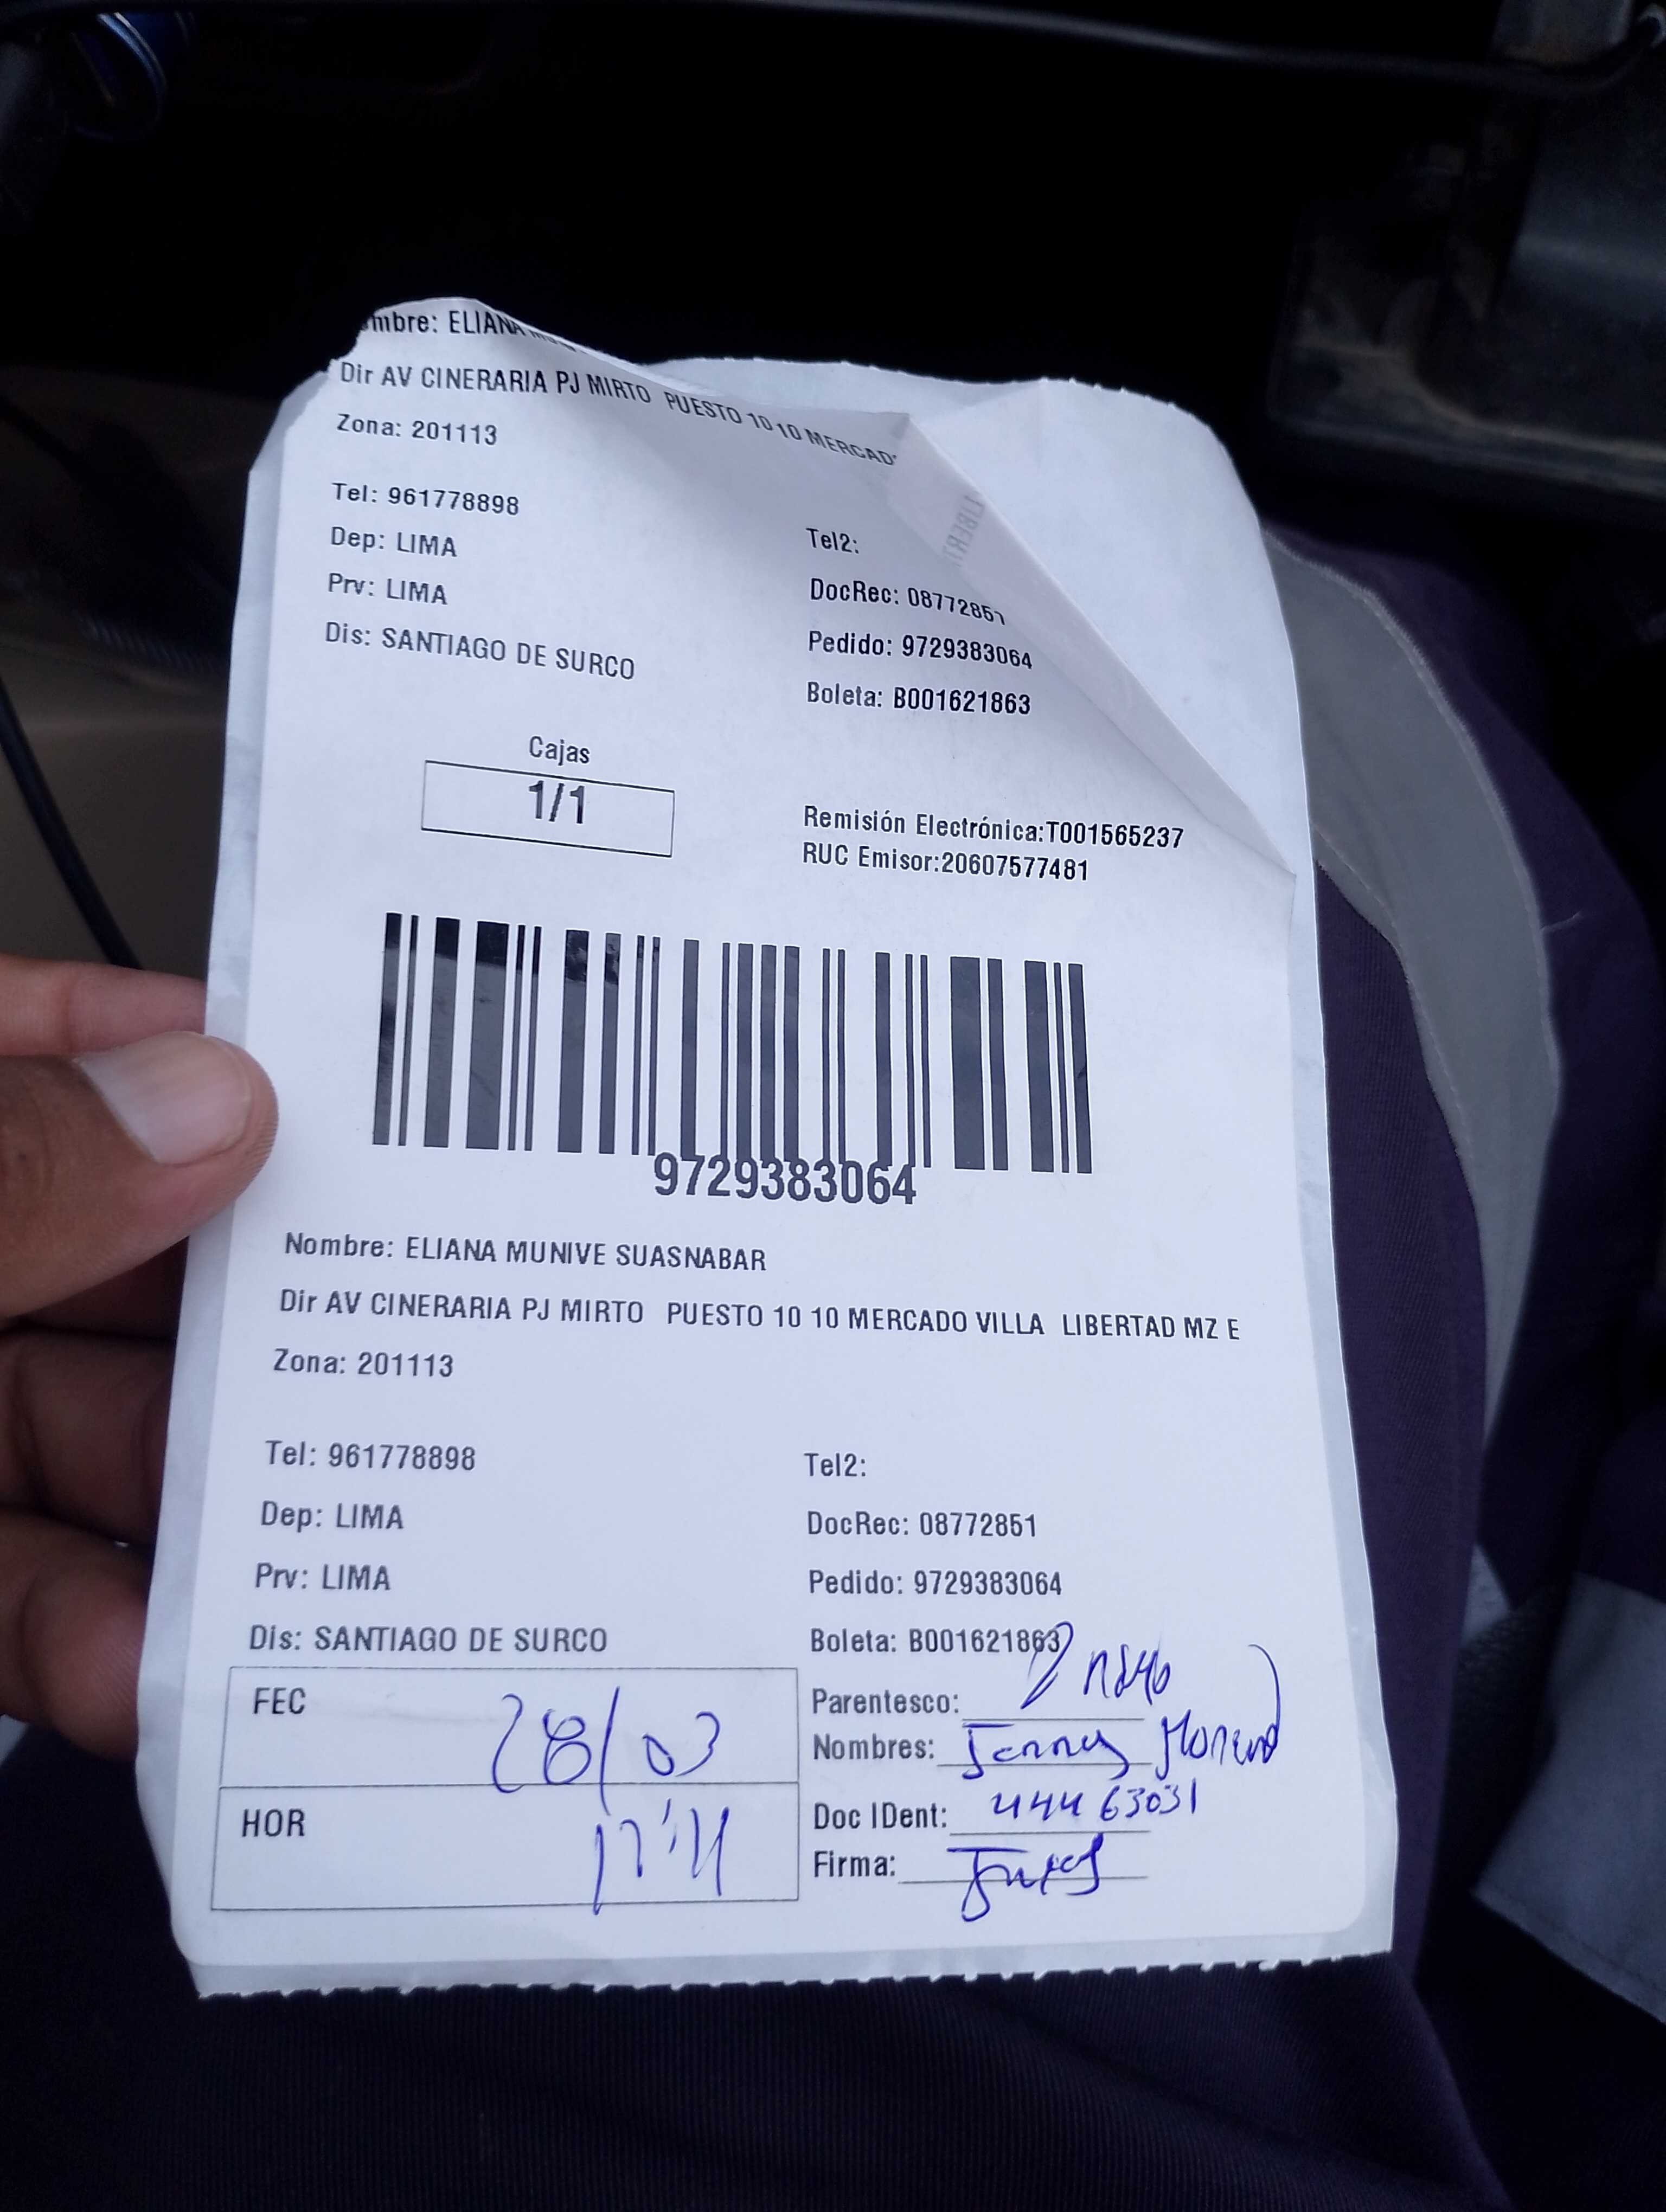 mbre: ELIANA
Dir AV CINERARIA PJ MIRTO PUESTO 10 10 MERCAD
Zona: 201113
Tel: 961778898
Tel2:
Dep: LIMA
DocRec: 08772851
Prv: LIMA
Pedido: 9729383064
Dis: SANTIAGO DE SURCO
Boleta: B001621863
Cajas
1/1
Remisión Electrónica:T001565237
RUC Emisor:20607577481
9729383064
Nombre: ELIANA MUNIVE SUASNABAR
Dir AV CINERARIA PJ MIRTO PUESTO 10 10 MERCADO VILLA LIBERTAD MZ E
Zona: 201113
Tel: 961778898
Tel2:
Dep: LIMA
DocRec: 08772851
Prv: LIMA
Pedido: 9729383064
Dis: SANTIAGO DE SURCO
Boleta: B001621863
FEC 28/03
Parentesco:
Nombres: Jenny Moreno
HOR
Doc IDent: 44463031
Firma: